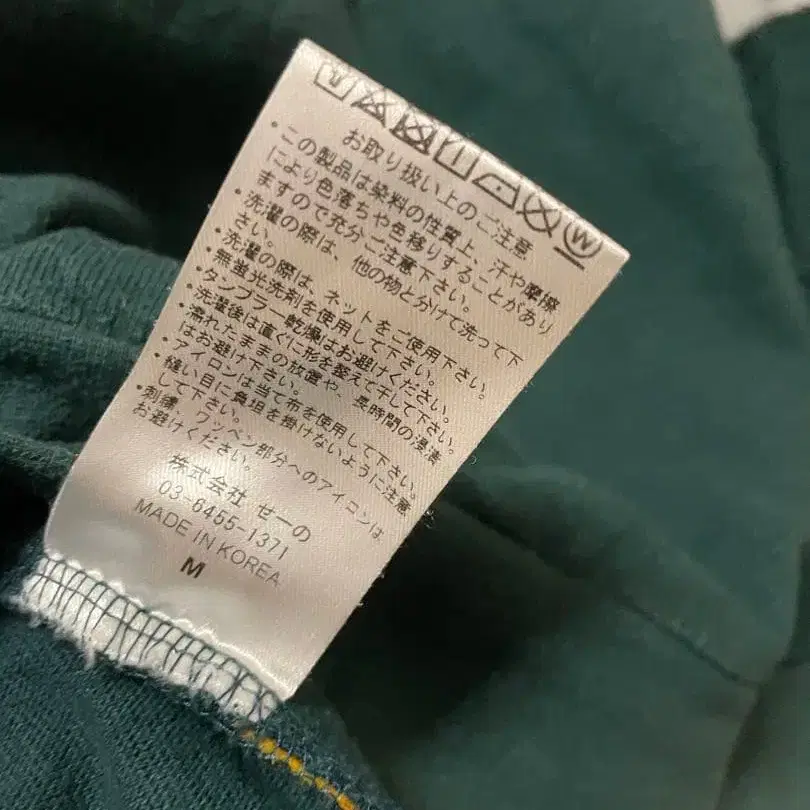 お取り扱い上のご注意
・この製品は染料の性質上、汗や摩擦
により色落ちや色移りすることがあり
ますので充分ご注意下さい。
・洗濯の際は、他の物と分けて洗って下
さい。
・洗濯の際は、ネットをご使用下さい。
・無蛍光洗剤を使用して下さい。
・タンブラー乾燥はお避けください。
・洗濯後は直ぐに形を整えて干して下さい。
・濡れたままの放置や、長時間の浸漬
はお避け下さい。
・アイロンは当て布を使用して下さい。
・縫い目に負担を掛けないように注意
して下さい。
・刺繍、ワッペン部分へのアイロンは
お避けください。
株式会社 せーの
03-6455-1371
MADE IN KOREA
M